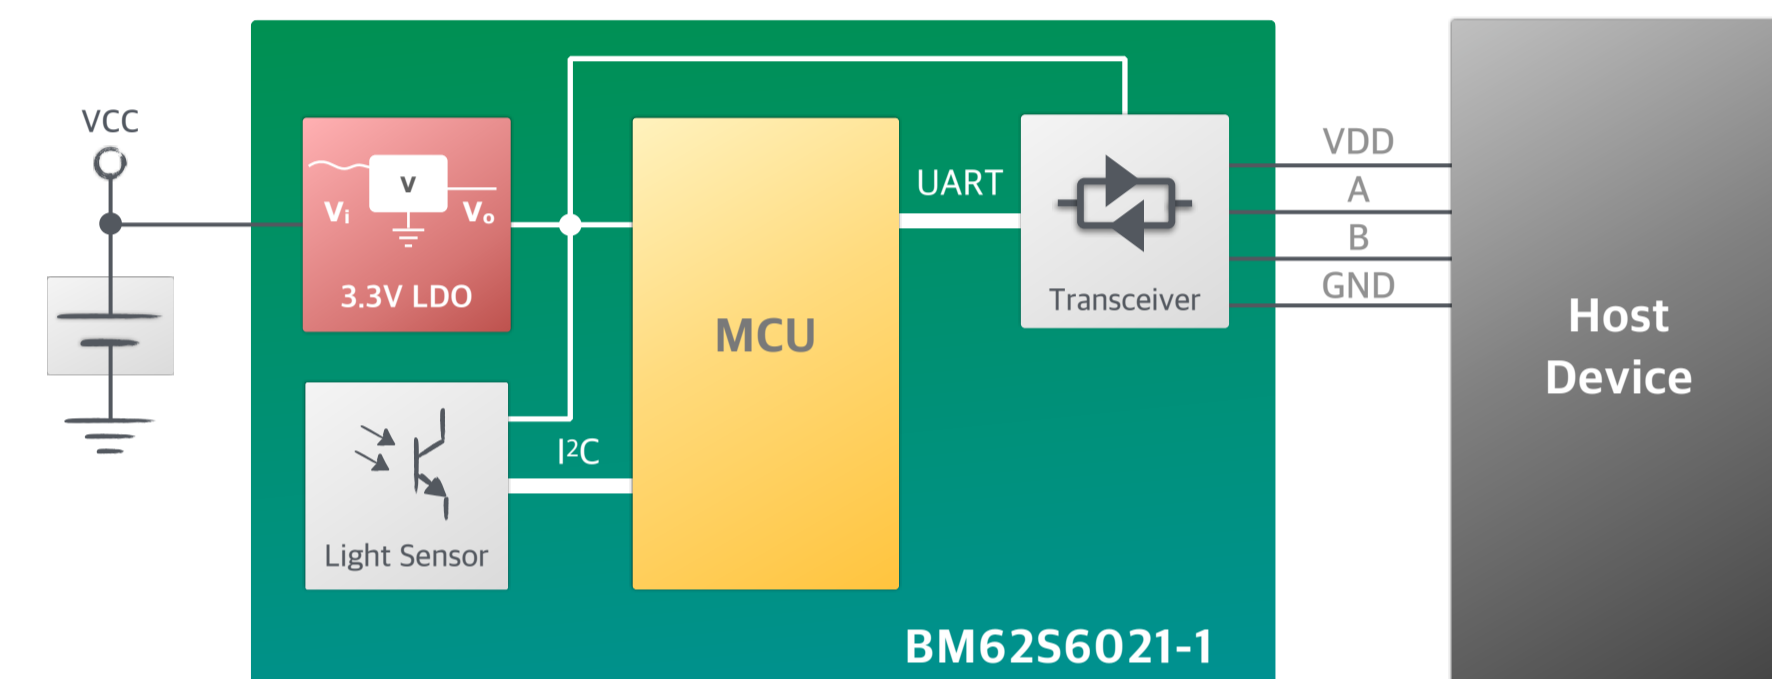 VCC
V
Vi
Vo
3.3V LDO
MCU
UART
Transceiver
VDD
A
B
GND
Host
Device
I²C
Light Sensor
BM62S6021-1